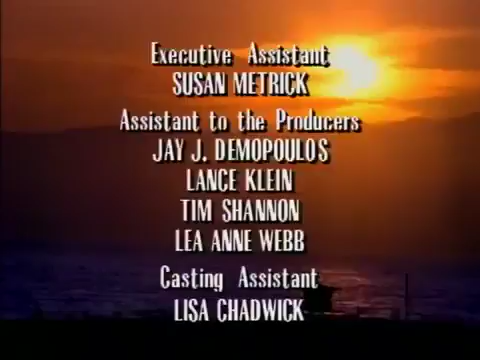 Executive Assistant
SUSAN METRICK
Assistant to the Producers
JAY J. DEMOPOULOS
LANCE KLEIN
TIM SHANNON
LEA ANNE WEBB
Casting Assistant
LISA CHADWICK